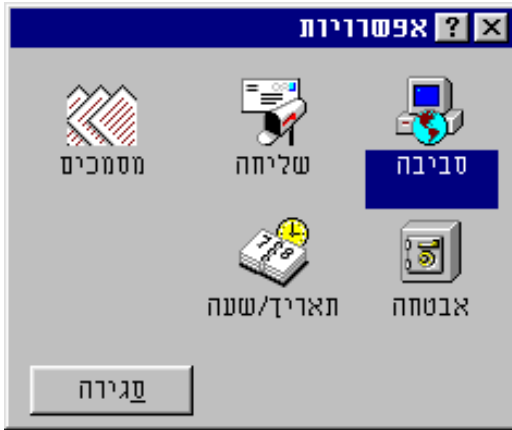 אפשרויות
סביבה
שליחה
מסמכים
אבטחה
תאריך/שעה
סגירה